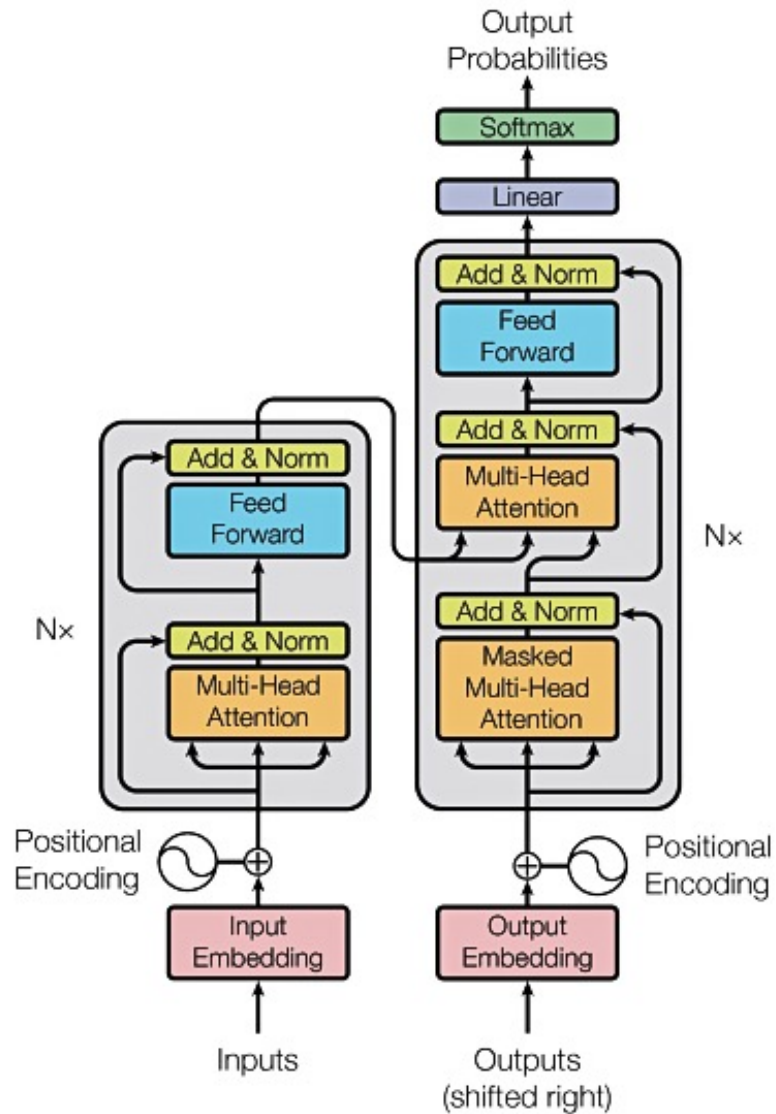 Output
Probabilities
Softmax
Linear
Add & Norm
Feed
Forward
Add & Norm
Multi-Head
Attention
Add & Norm
Masked
Multi-Head
Attention
N×
Add & Norm
Feed
Forward
Add & Norm
Multi-Head
Attention
N×
Positional
Encoding
Positional
Encoding
Input
Embedding
Output
Embedding
Inputs
Outputs
(shifted right)